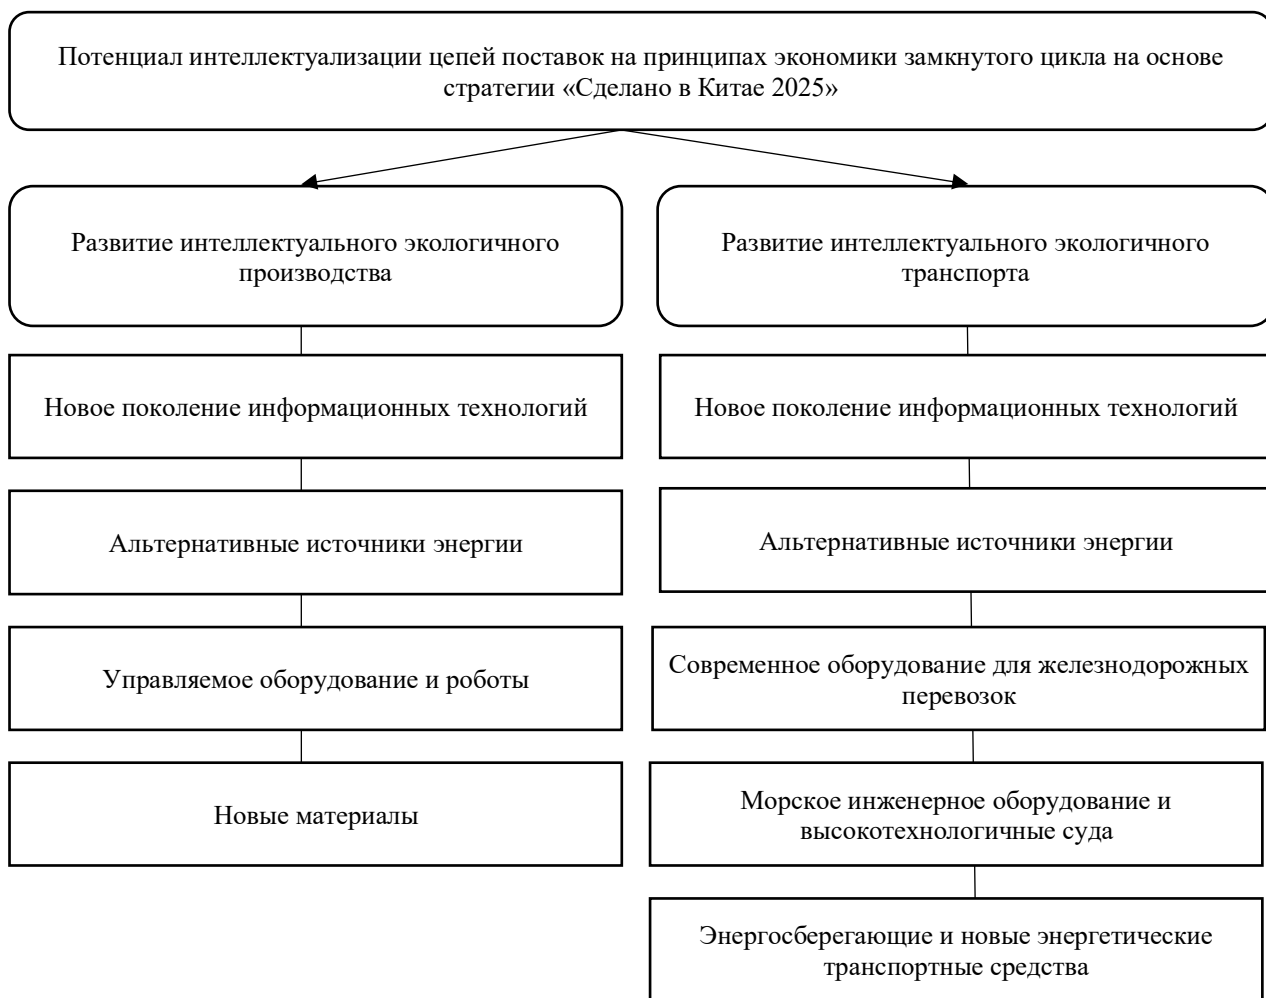 Потенциал интеллектуализации цепей поставок на принципах экономики замкнутого цикла на основе
стратегии «Сделано в Китае 2025»
Развитие интеллектуального экологичного
производства
Новое поколение информационных технологий
Альтернативные источники энергии
Управляемое оборудование и роботы
Новые материалы
Развитие интеллектуального экологичного
транспорта
Новое поколение информационных технологий
Альтернативные источники энергии
Современное оборудование для железнодорожных
перевозок
Морское инженерное оборудование и
высокотехнологичные суда
Энергосберегающие и новые энергетические
транспортные средства